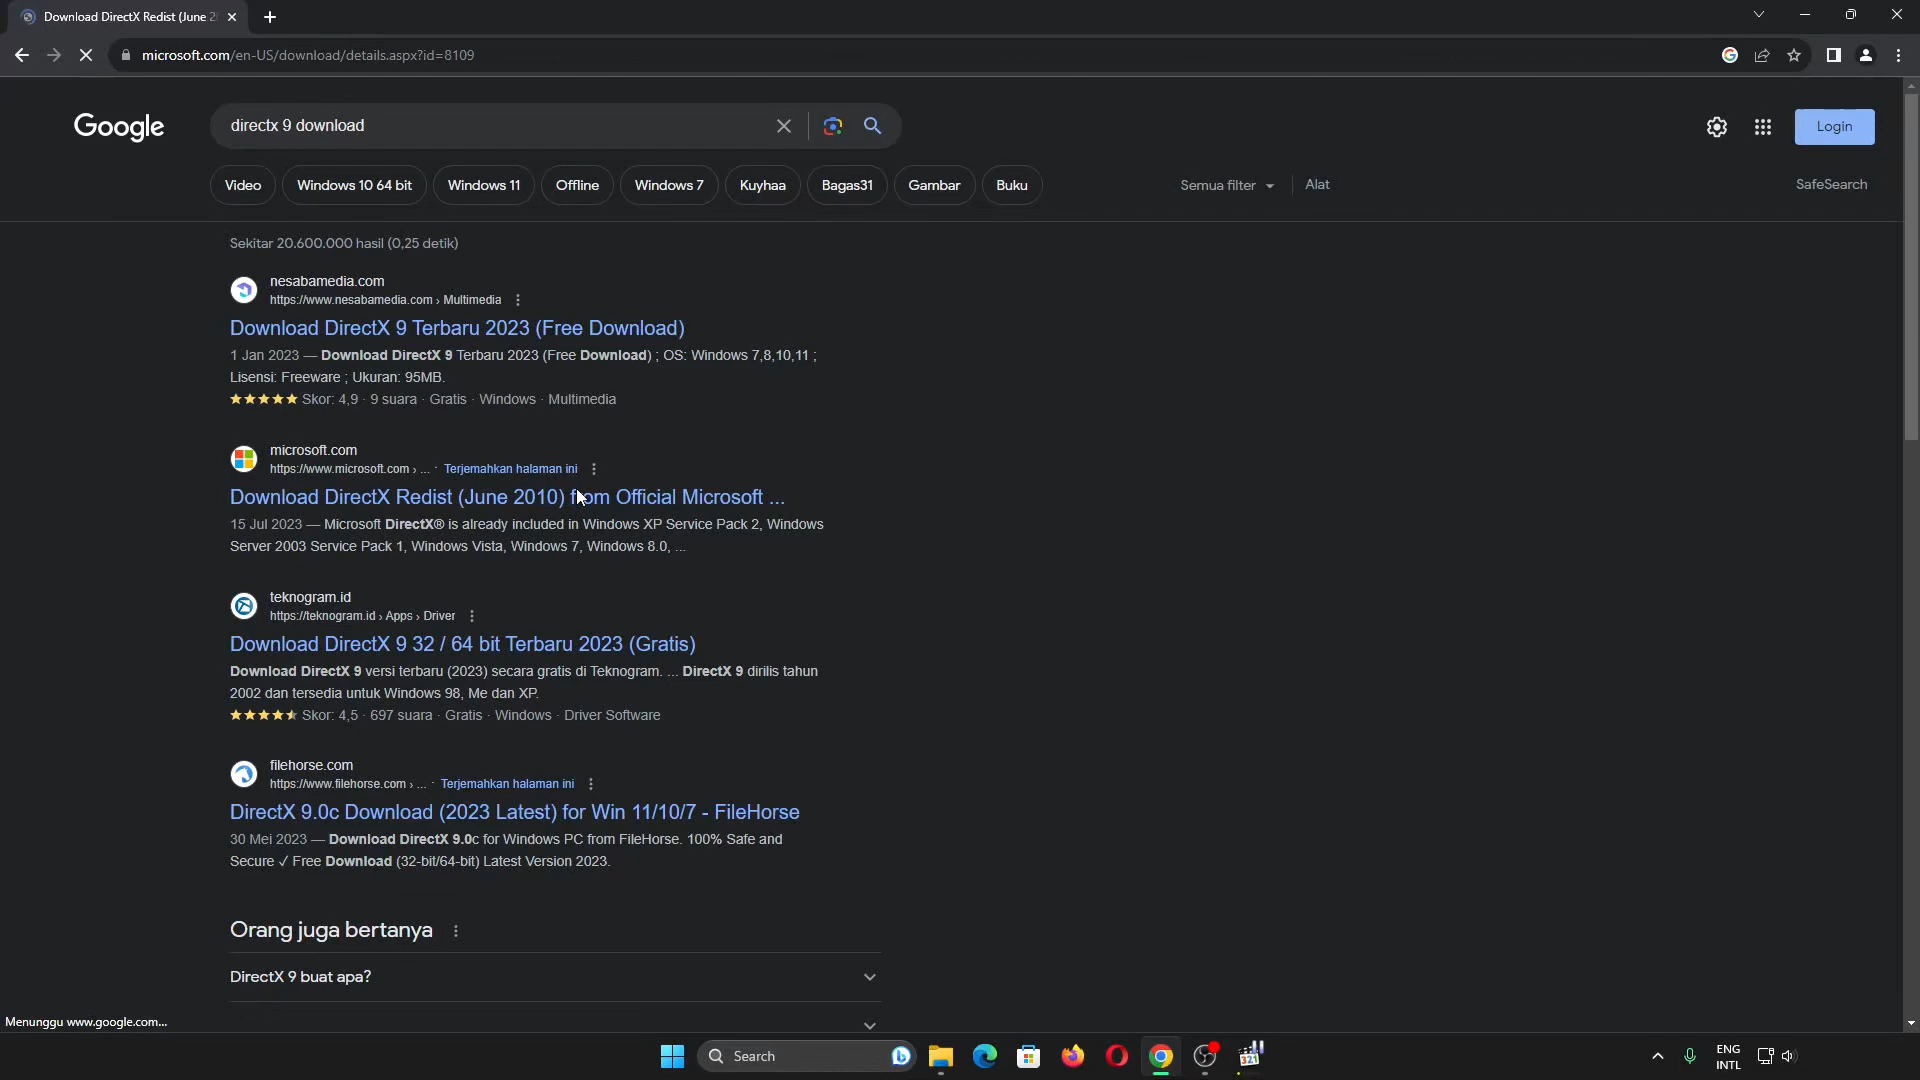 Download DirectX Redist (June 2
microsoft.com/en-US/download/details.aspx?id=8109
Google
directx 9 download
Login
Video
Windows 10 64 bit
Windows 11
Offline
Windows 7
Kuyhaa
Bagas31
Gambar
Buku
Semua filter
Alat
SafeSearch
Sekitar 20.600.000 hasil (0,25 detik)
nesabamedia.com
https://www.nesabamedia.com › Multimedia
Download DirectX 9 Terbaru 2023 (Free Download)
1 Jan 2023 — Download DirectX 9 Terbaru 2023 (Free Download) ; OS: Windows 7,8,10,11 ;
Lisensi: Freeware ; Ukuran: 95MB.
Skor: 4,9 · 9 suara · Gratis · Windows · Multimedia
microsoft.com
https://www.microsoft.com › ... · Terjemahkan halaman ini
Download DirectX Redist (June 2010) from Official Microsoft ...
15 Jul 2023 — Microsoft DirectX® is already included in Windows XP Service Pack 2, Windows
Server 2003 Service Pack 1, Windows Vista, Windows 7, Windows 8.0, ...
teknogram.id
https://teknogram.id › Apps › Driver
Download DirectX 9 32 / 64 bit Terbaru 2023 (Gratis)
Download DirectX 9 versi terbaru (2023) secara gratis di Teknogram. ... DirectX 9 dirilis tahun
2002 dan tersedia untuk Windows 98, Me dan XP.
Skor: 4,5 · 697 suara · Gratis · Windows · Driver Software
filehorse.com
https://www.filehorse.com › ... · Terjemahkan halaman ini
DirectX 9.0c Download (2023 Latest) for Win 11/10/7 - FileHorse
30 Mei 2023 — Download DirectX 9.0c for Windows PC from FileHorse. 100% Safe and
Secure ✓ Free Download (32-bit/64-bit) Latest Version 2023.
Orang juga bertanya
DirectX 9 buat apa?
Menunggu www.google.com...
Search
321
ENG
INTL